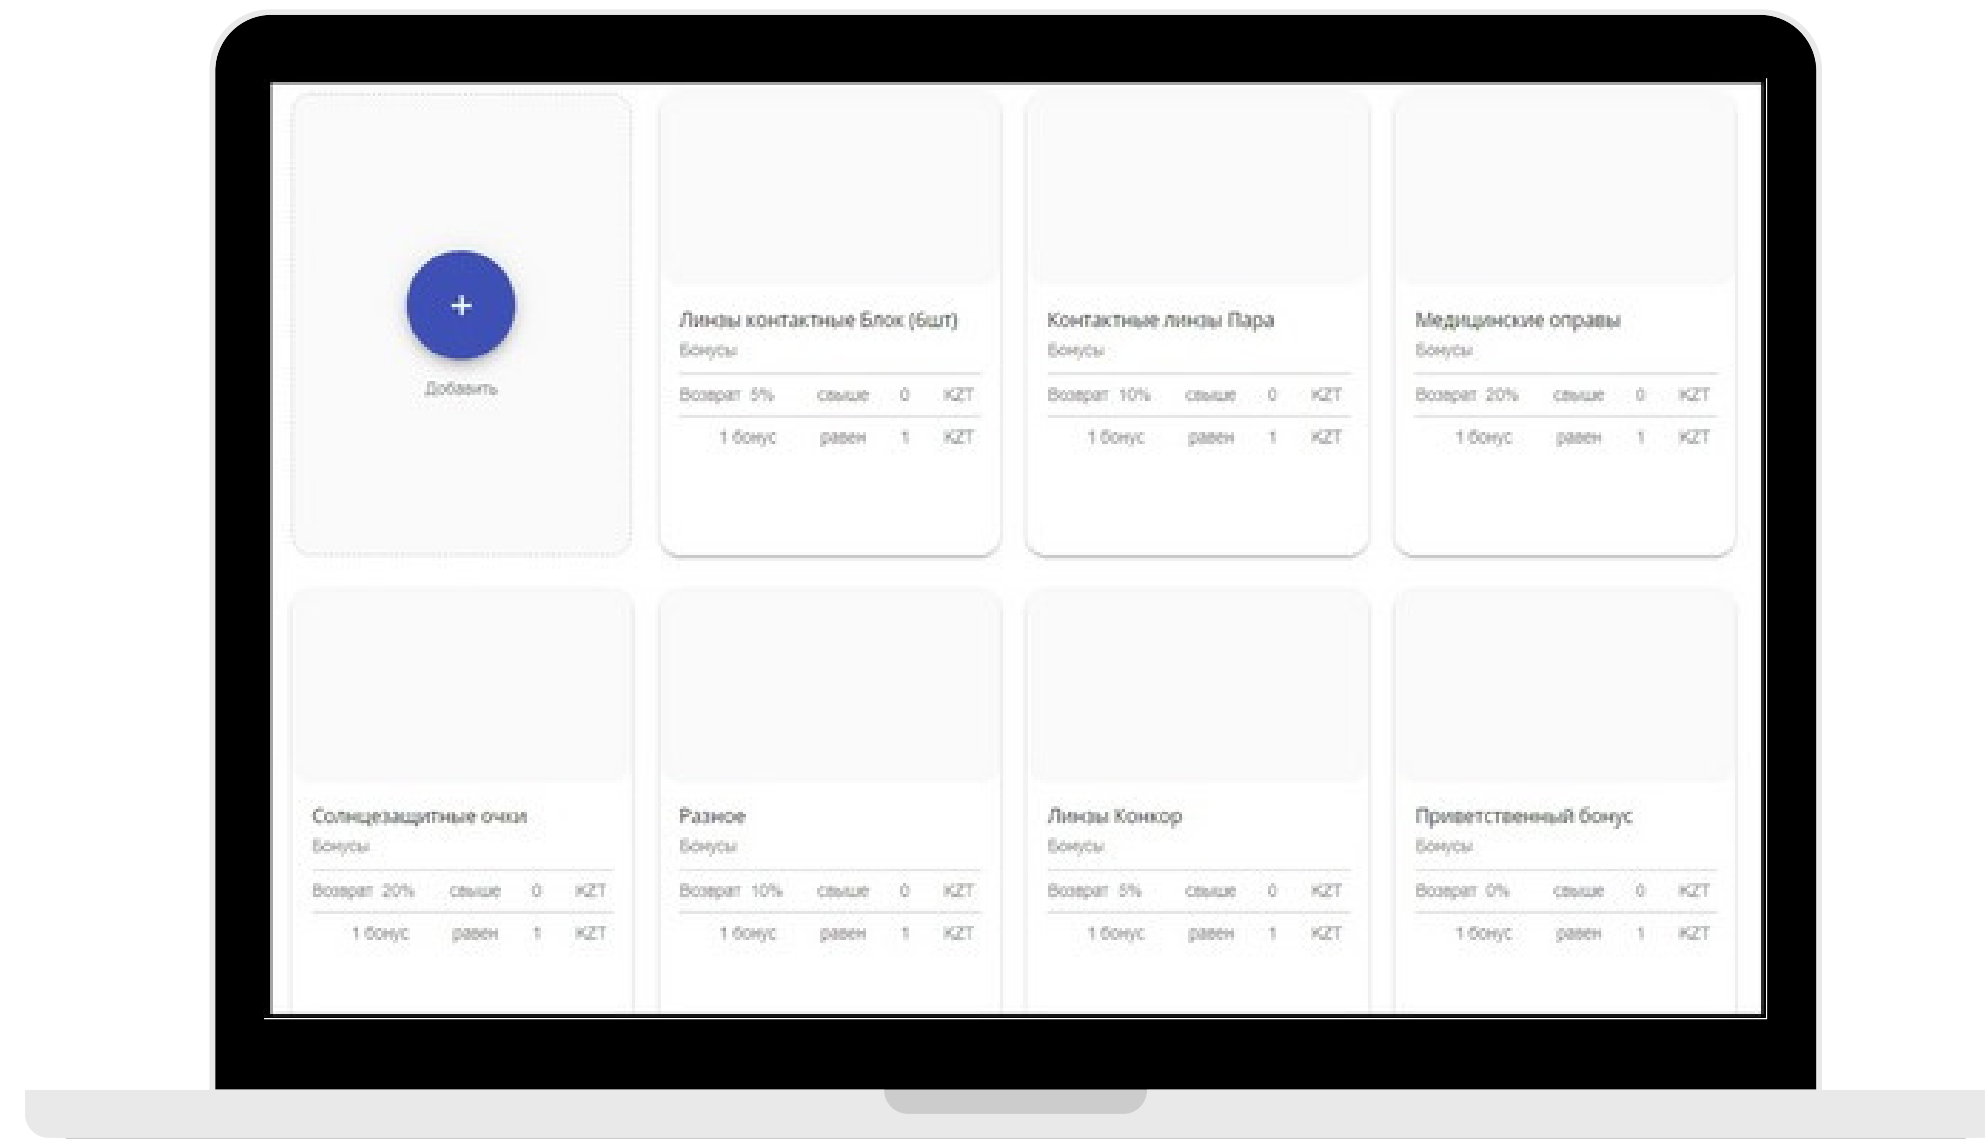 +
Добавить
Линзы контактные Блок (6шт)
Бонусы
Возврат 5% свыше 0 KZT
1 бонус равен 1 KZT
Контактные линзы Пара
Бонусы
Возврат 10% свыше 0 KZT
1 бонус равен 1 KZT
Медицинские оправы
Бонусы
Возврат 20% свыше 0 KZT
1 бонус равен 1 KZT
Солнцезащитные очки
Бонусы
Возврат 20% свыше 0 KZT
1 бонус равен 1 KZT
Разное
Бонусы
Возврат 10% свыше 0 KZT
1 бонус равен 1 KZT
Линзы Конкор
Бонусы
Возврат 5% свыше 0 KZT
1 бонус равен 1 KZT
Приветственный бонус
Бонусы
Возврат 0% свыше 0 KZT
1 бонус равен 1 KZT